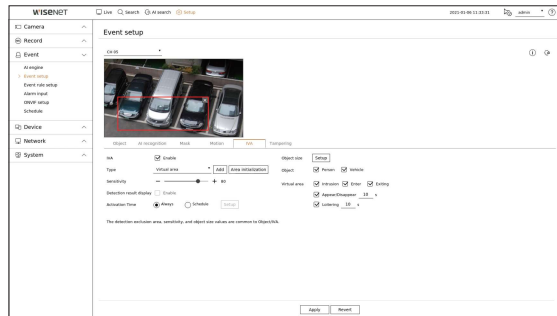 WISENET Live Search AI search Setup 2021-01-06 11:33:31 admin
Camera
Record
Event
AI engine
Event setup
Event rule setup
Alarm input
ONVIF setup
Schedule
Device
Network
System
Event setup
CH 03
Object AI recognition Mask Motion IVA Tampering
IVA Enable
Type Virtual area Add Area initialization
Sensitivity
Detection result display Enable
Activation Time Always Schedule Setup
Object size Setup
Object Person Vehicle
Virtual area Intrusion Enter Exiting
Appear/Disappear 10 s
Loitering 10 s
The detection exclusion area, sensitivity, and object size values are common to Object/IVA.
Apply Revert